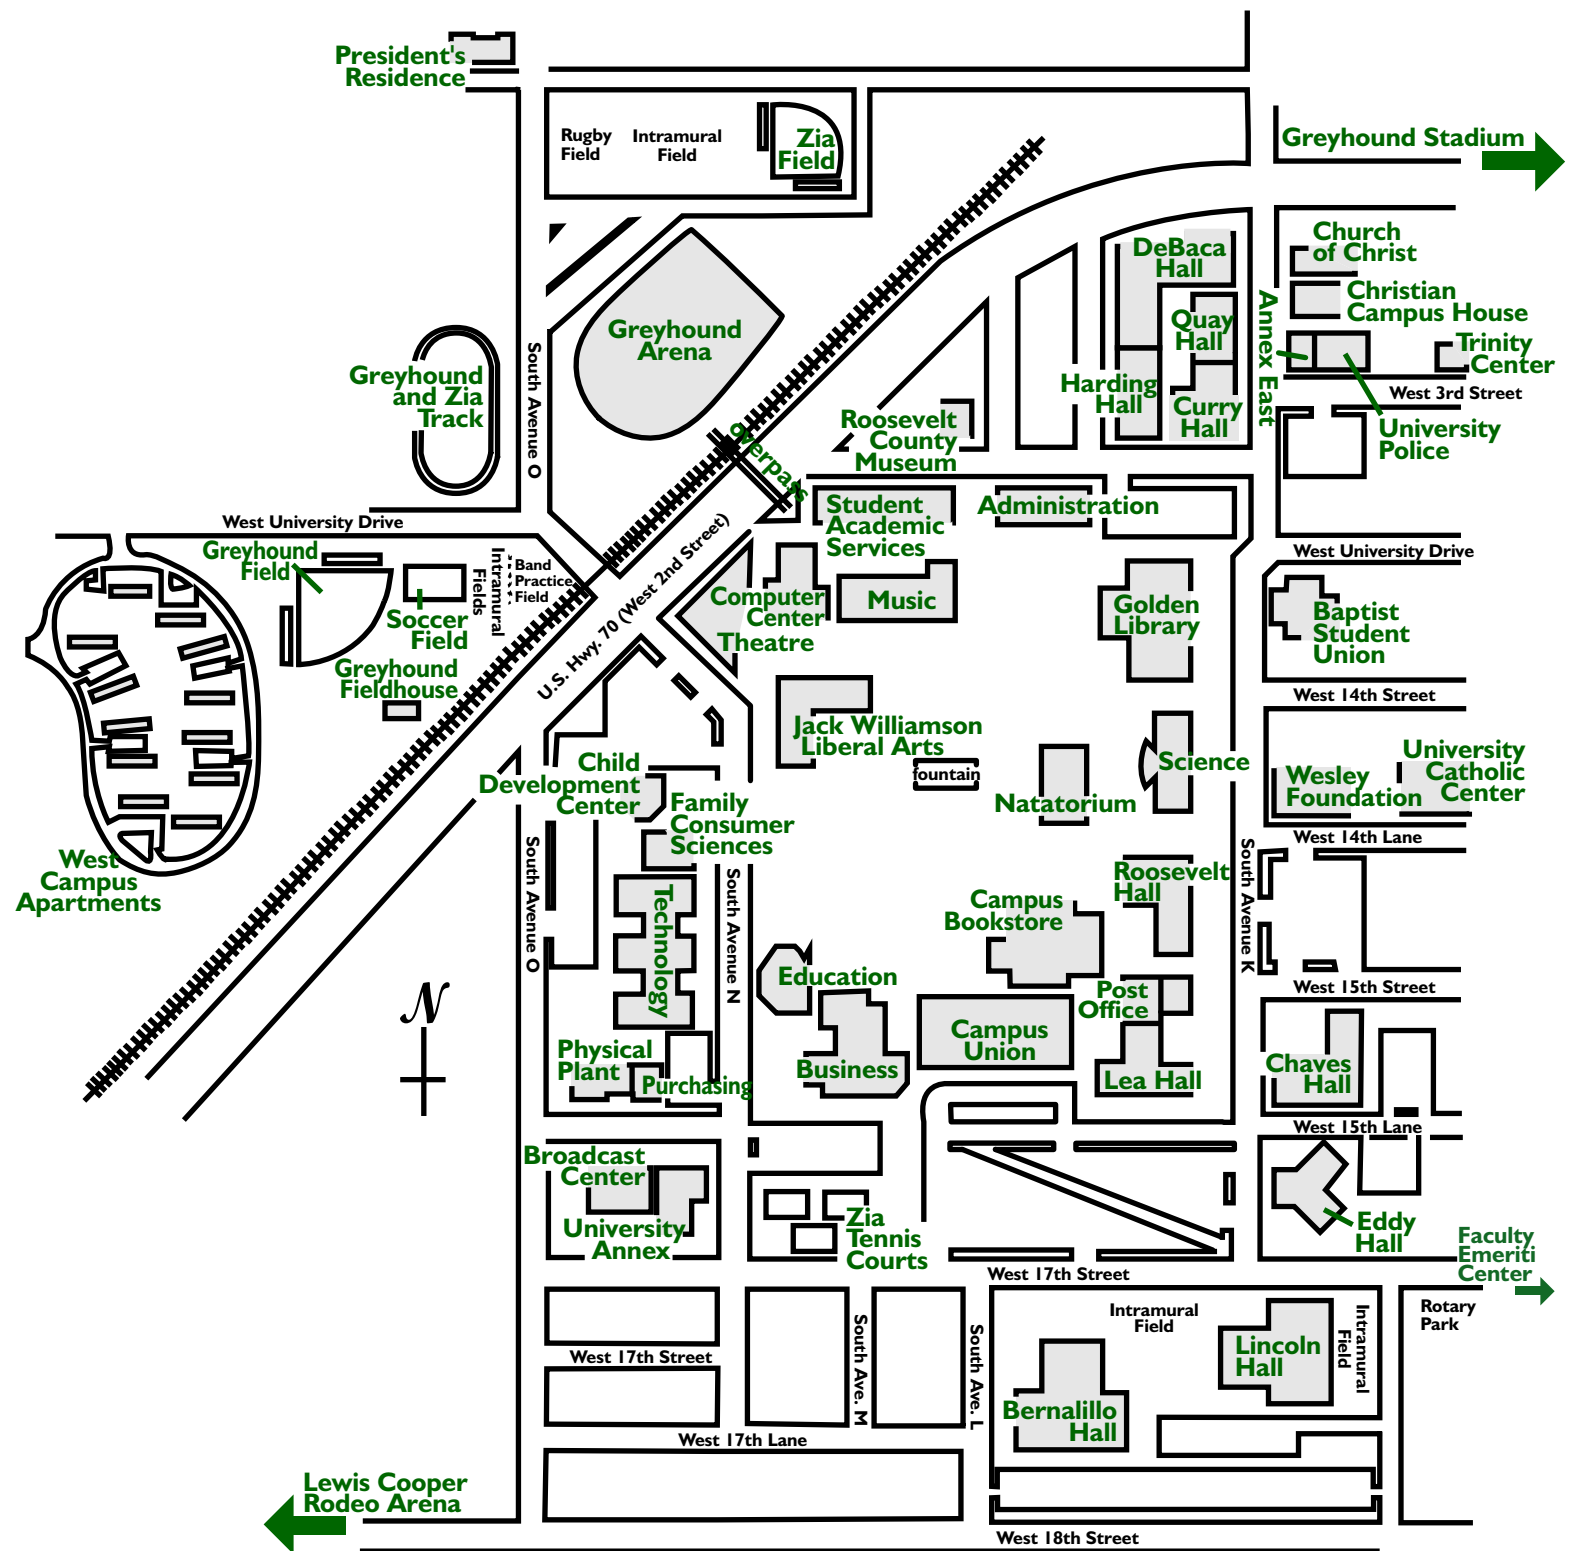 President's
Residence
Rugby
Field
Intramural
Field
Zia
Field
Greyhound Stadium
Church
of Christ
DeBaca
Hall
Christian
Campus House
Annex East
Quay
Hall
Greyhound
Arena
Trinity
Center
South Avenue O
Greyhound
and Zia
Track
Harding
Hall
Curry
Hall
West 3rd Street
Roosevelt
County
Museum
University
Police
overpass
Student
Academic
Services
Administration
West University Drive
U.S. Hwy. 70 (West 2nd Street)
Greyhound
Field
Intramural
Fields
Band
Practice
Field
West University Drive
Soccer
Field
Computer
Center
Music
Golden
Library
Baptist
Student
Union
Theatre
Greyhound
Fieldhouse
West 14th Street
Jack Williamson
Liberal Arts
Child
Development
Center
fountain
Science
Natatorium
Wesley
Foundation
University
Catholic
Center
Family
Consumer
Sciences
West 14th Lane
South Avenue O
West
Campus
Apartments
Technology
South Avenue N
Roosevelt
Hall
South Avenue K
Campus
Bookstore
Education
West 15th Street
Post
Office
N
Campus
Union
Physical
Plant
Purchasing
Business
Lea Hall
Chaves
Hall
West 15th Lane
Broadcast
Center
University
Annex
Zia
Tennis
Courts
Eddy
Hall
Faculty
Emeriti
Center
West 17th Street
Intramural
Field
Intramural
Field
Rotary
Park
South Ave. M
South Ave. L
Lincoln
Hall
West 17th Street
Bernalillo
Hall
West 17th Lane
Lewis Cooper
Rodeo Arena
West 18th Street